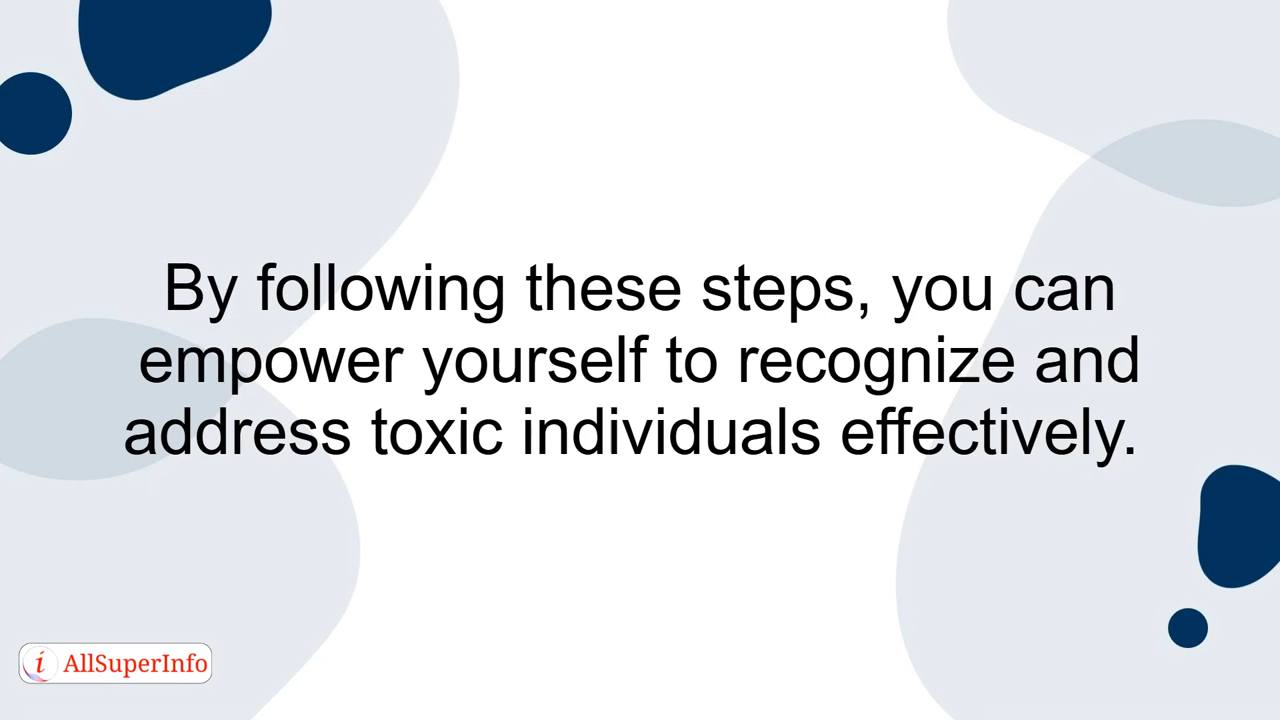 By following these steps, you can
empower yourself to recognize and
address toxic individuals effectively.
i AllSuperInfo